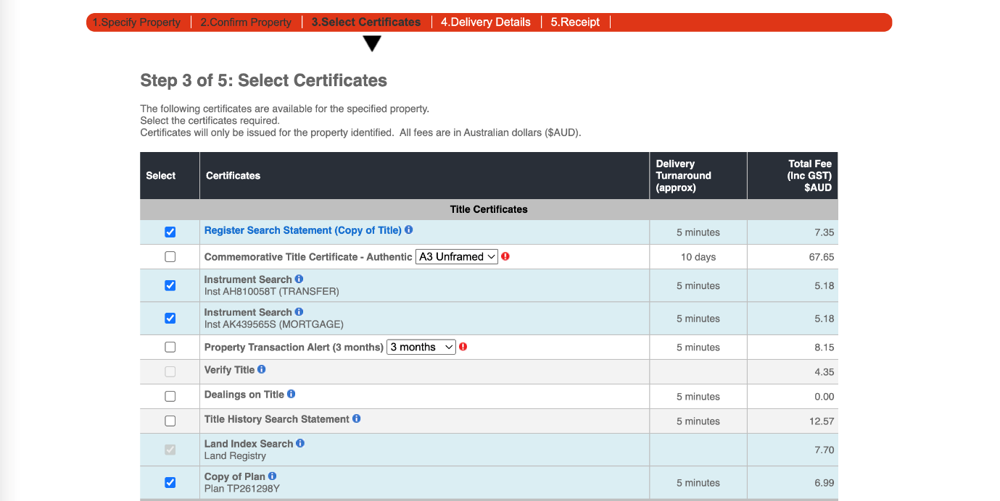 1.Specify Property 2.Confirm Property 3.Select Certificates 4.Delivery Details 5.Receipt
Step 3 of 5: Select Certificates
The following certificates are available for the specified property.
Select the certificates required.
Certificates will only be issued for the property identified.  All fees are in Australian dollars ($AUD).
Select Certificates Delivery Turnaround (approx) Total Fee (Inc GST) $AUD
Title Certificates
Register Search Statement (Copy of Title) 5 minutes 7.35
Commemorative Title Certificate - Authentic A3 Unframed 10 days 67.65
Instrument Search
Inst AH810058T (TRANSFER) 5 minutes 5.18
Instrument Search
Inst AK439565S (MORTGAGE) 5 minutes 5.18
Property Transaction Alert (3 months) 3 months 5 minutes 8.15
Verify Title 4.35
Dealings on Title 5 minutes 0.00
Title History Search Statement 5 minutes 12.57
Land Index Search
Land Registry 7.70
Copy of Plan
Plan TP261298Y 5 minutes 6.99